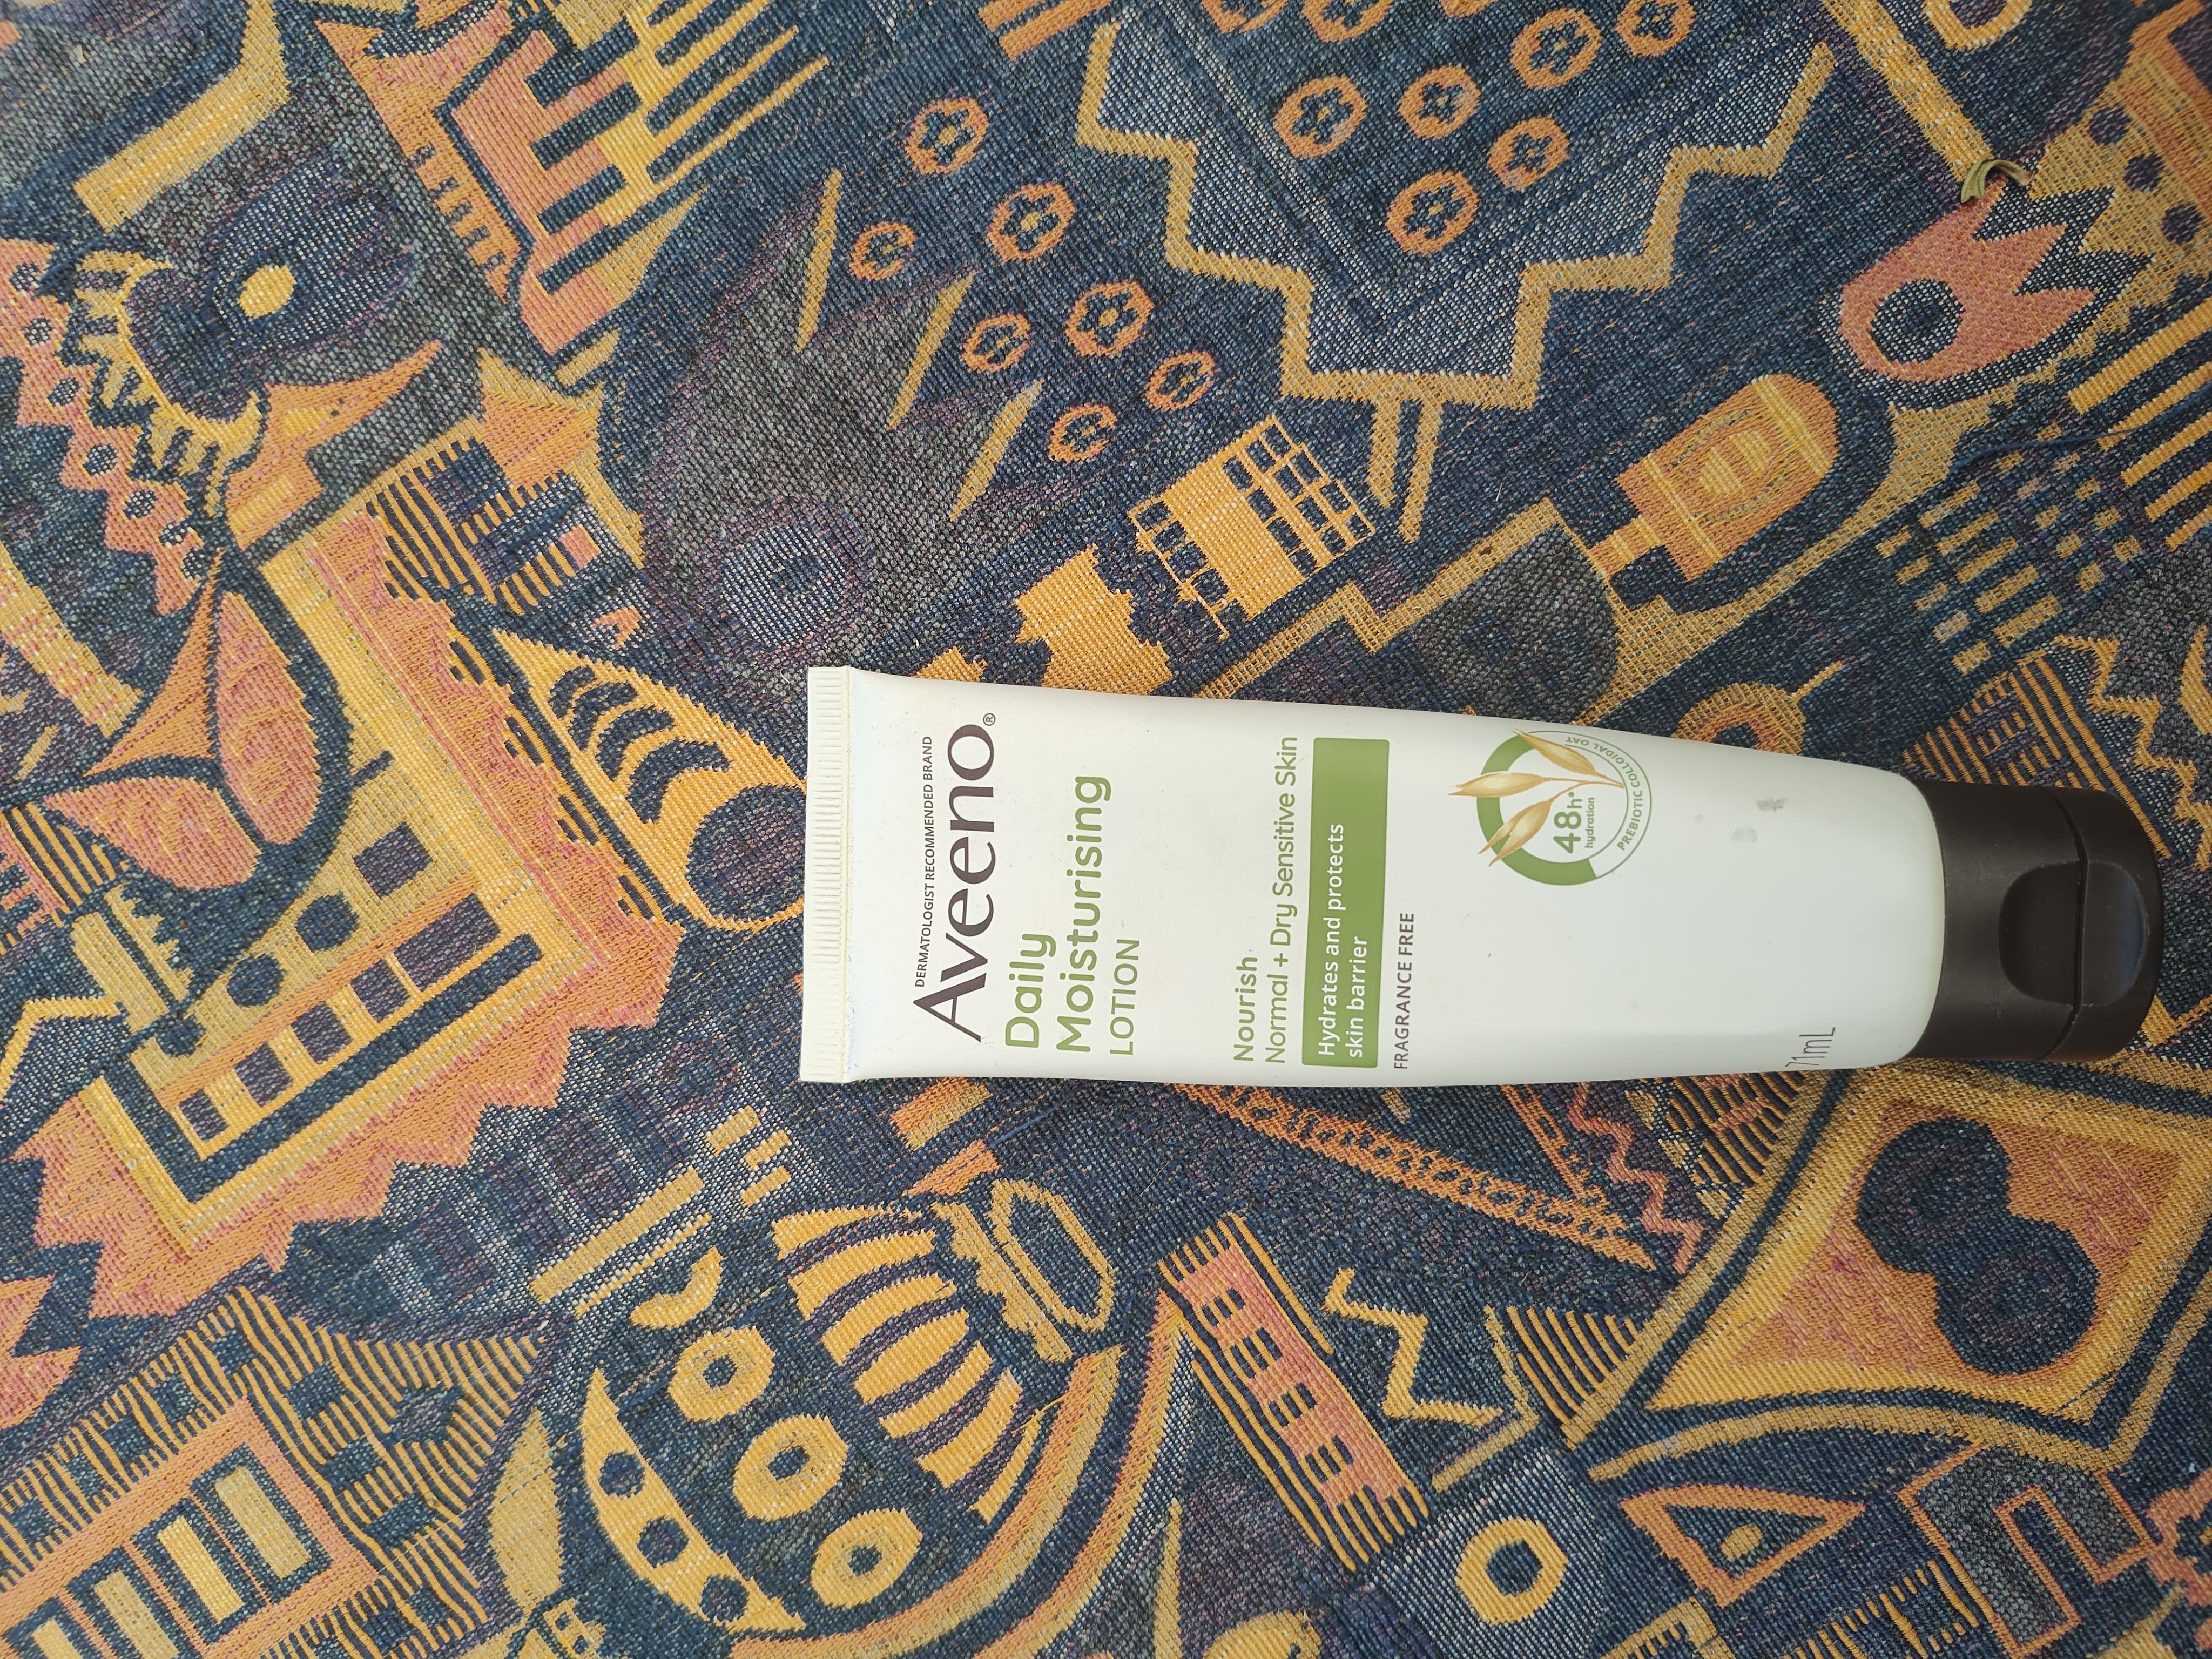 DERMATOLOGIST RECOMMENDED BRAND
Aveeno®
Daily
Moisturising
LOTION
Nourish
Normal + Dry Sensitive Skin
Hydrates and protects
skin barrier
FRAGRANCE FREE
48h*
hydration
PREBIOTIC COLLOIDAL OAT
71mL